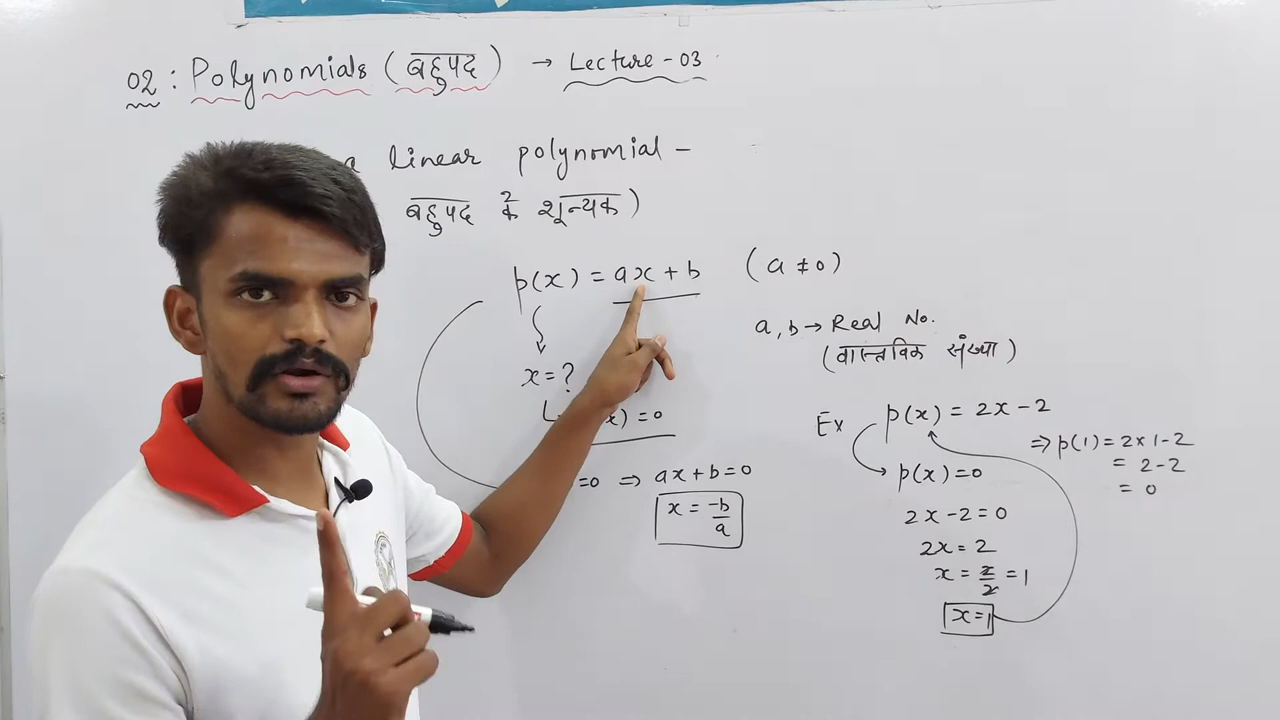 02 : Polynomials (बहुपद) → Lecture - 03
a linear polynomial -
बहुपद के शून्यक)
p(x) = ax + b (a ≠ 0)
a, b → Real No.
(वास्तविक संख्या)
x = ?
x) = 0
=0 ⇒ ax + b = 0
x = -b/a
Ex p(x) = 2x - 2
p(x) = 0
2x - 2 = 0
2x = 2
x = 2/2 = 1
x = 1
⇒ p(1) = 2 × 1 - 2
= 2 - 2
= 0